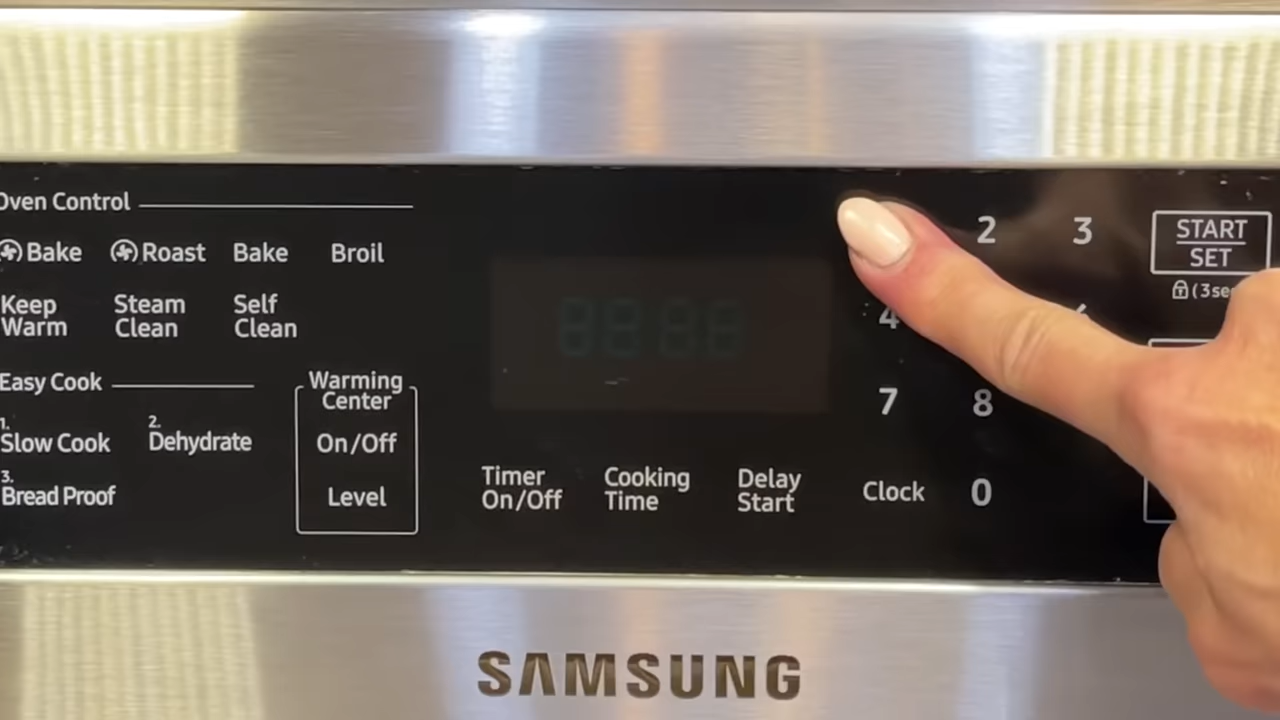 Oven Control
Bake Roast Bake Broil
Keep Warm
Steam Clean
Self Clean
Easy Cook
1. Slow Cook
2. Dehydrate
3. Bread Proof
Warming Center
On/Off
Level
Timer On/Off
Cooking Time
Delay Start
2 3
4
7 8
Clock 0
START
SET
(3se
SAMSUNG